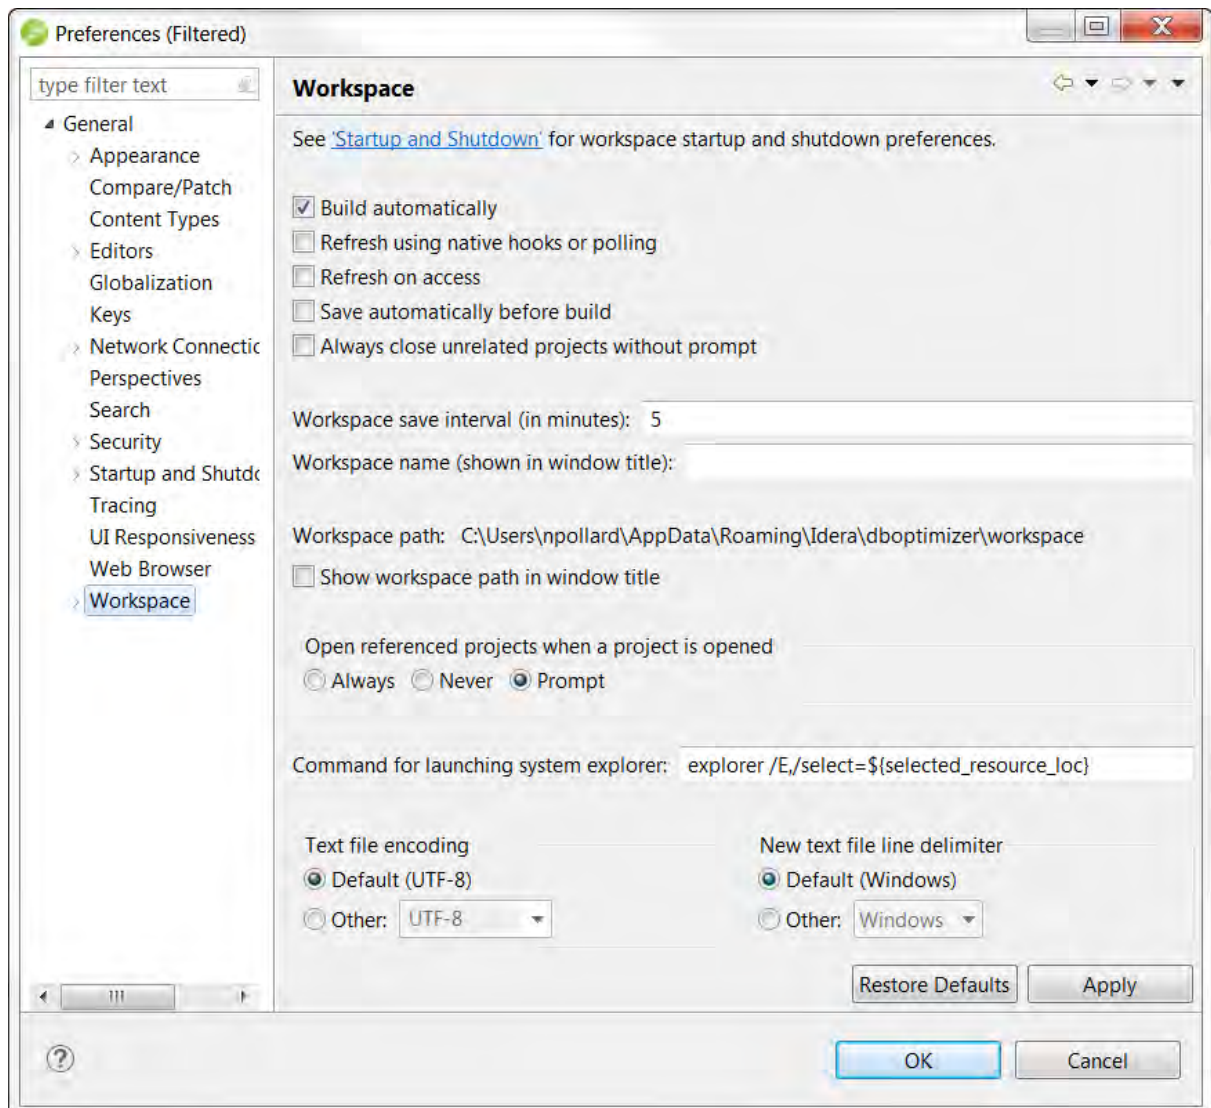 Preferences (Filtered)
type filter text
General
Appearance
Compare/Patch
Content Types
Editors
Globalization
Keys
Network Connectic
Perspectives
Search
Security
Startup and Shutdc
Tracing
UI Responsiveness
Web Browser
Workspace
Workspace
See 'Startup and Shutdown' for workspace startup and shutdown preferences.
Build automatically
Refresh using native hooks or polling
Refresh on access
Save automatically before build
Always close unrelated projects without prompt
Workspace save interval (in minutes): 5
Workspace name (shown in window title):
Workspace path: C:\Users\npollard\AppData\Roaming\Idera\dboptimizer\workspace
Show workspace path in window title
Open referenced projects when a project is opened
Always Never Prompt
Command for launching system explorer: explorer /E,/select=${selected_resource_loc}
Text file encoding
Default (UTF-8)
Other: UTF-8
New text file line delimiter
Default (Windows)
Other: Windows
Restore Defaults Apply
OK Cancel